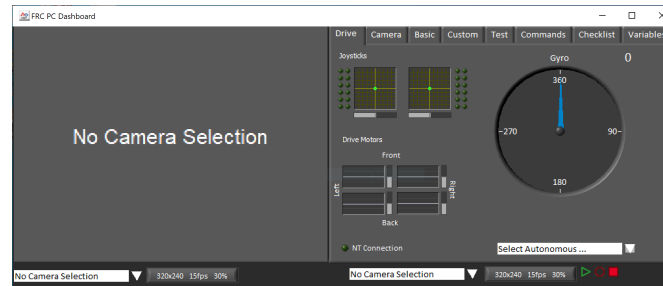 FRC PC Dashboard
Drive Camera Basic Custom Test Commands Checklist Variables
Joysticks
Gyro 0
360
270 90
180
No Camera Selection
Drive Motors
Front
Left Right
Back
NT Connection
Select Autonomous ...
No Camera Selection 320x240 15fps 30%
No Camera Selection 320x240 15fps 30%